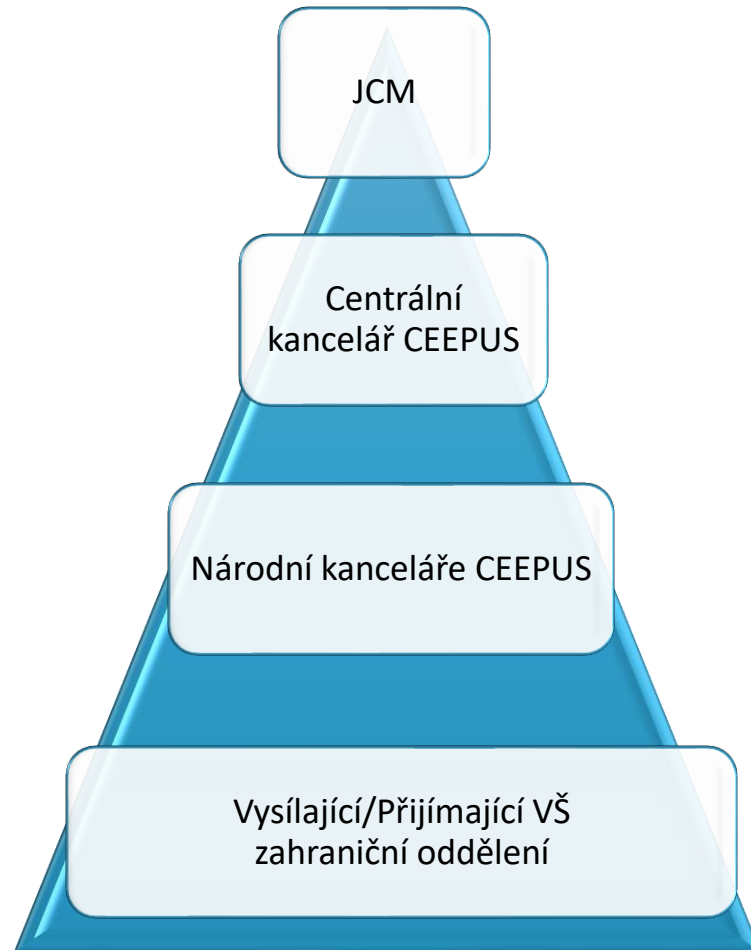 JCM
Centrální
kancelář CEEPUS
Národní kanceláře CEEPUS
Vysílající/Přijímající VŠ
zahraniční oddělení